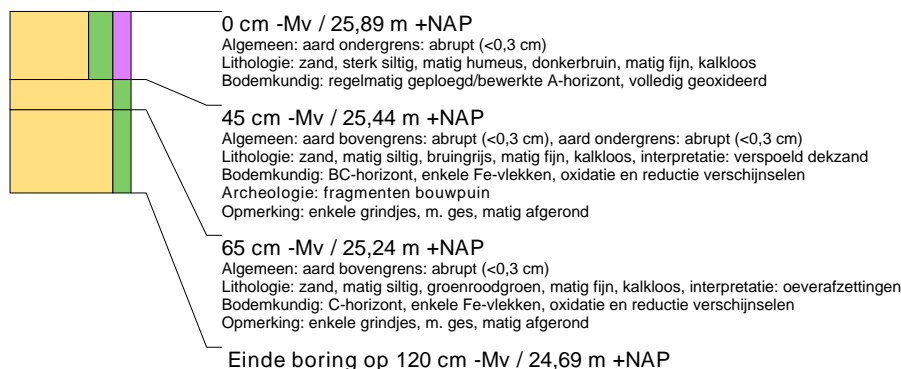 0 cm -Mv / 25,89 m +NAP
Algemeen: aard ondergrens: abrupt (<0,3 cm)
Lithologie: zand, sterk siltig, matig humeus, donkerbruin, matig fijn, kalkloos
Bodemkundig: regelmatig geploegd/bewerkte A-horizont, volledig geoxideerd
45 cm -Mv / 25,44 m +NAP
Algemeen: aard bovengrens: abrupt (<0,3 cm), aard ondergrens: abrupt (<0,3 cm)
Lithologie: zand, matig siltig, bruingrijs, matig fijn, kalkloos, interpretatie: verspoeld dekzand
Bodemkundig: BC-horizont, enkele Fe-vlekken, oxidatie en reductie verschijnselen
Archeologie: fragmenten bouwpuin
Opmerking: enkele grindjes, m. ges, matig afgerond
65 cm -Mv / 25,24 m +NAP
Algemeen: aard bovengrens: abrupt (<0,3 cm)
Lithologie: zand, matig siltig, groenroodgroen, matig fijn, kalkloos, interpretatie: oeverafzettingen
Bodemkundig: C-horizont, enkele Fe-vlekken, oxidatie en reductie verschijnselen
Opmerking: enkele grindjes, m. ges, matig afgerond
Einde boring op 120 cm -Mv / 24,69 m +NAP